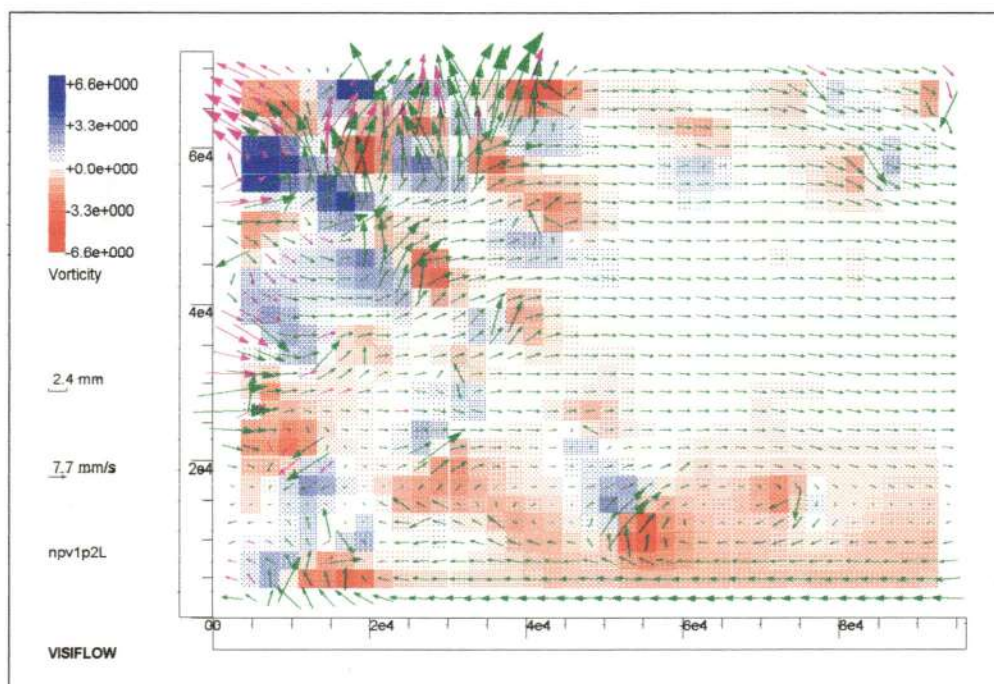 +6.6e+000
+3.3e+000
+0.0e+000
-3.3e+000
-6.6e+000
Vorticity
2.4 mm
7.7 mm/s
npv1p2L
VISIFLOW
6e4
4e4
2e4
00
2e4
4e4
6e4
8e4